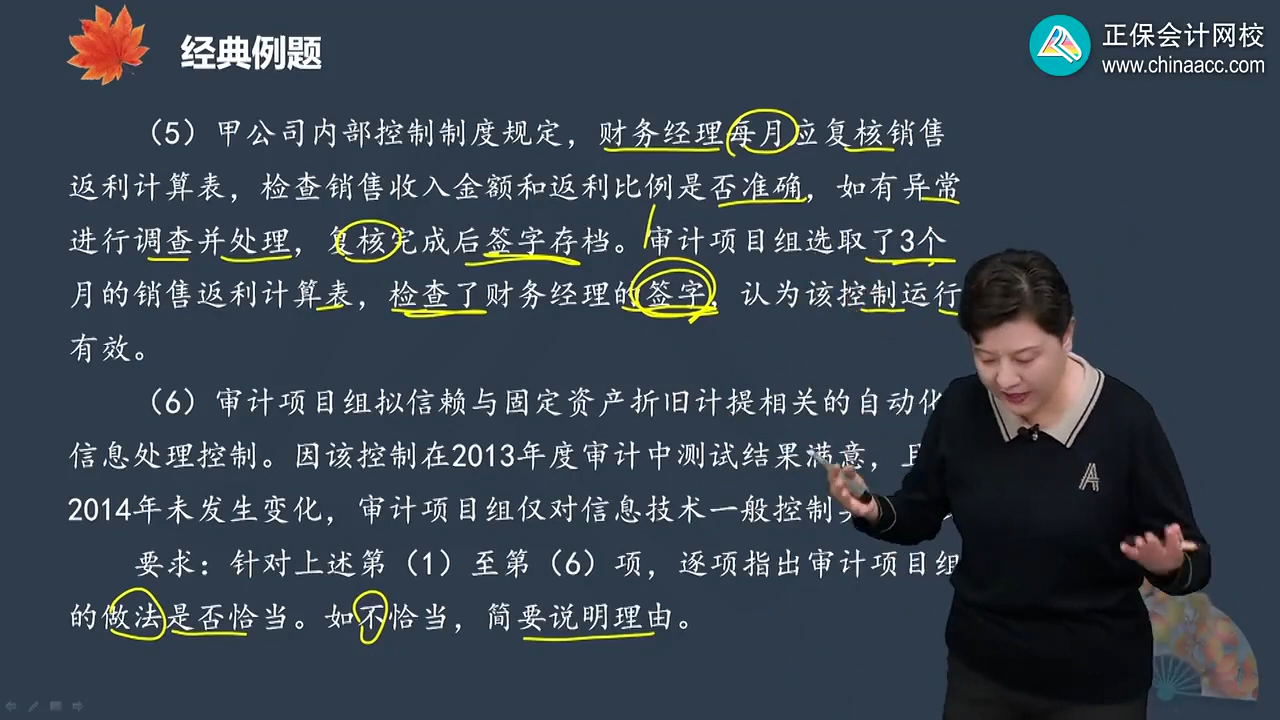 经典例题
正保会计网校
www.chinaacc.com
（5）甲公司内部控制制度规定，财务经理每月应复核销售
返利计算表，检查销售收入金额和返利比例是否准确，如有异常
进行调查并处理，复核完成后签字存档。审计项目组选取了3个
月的销售返利计算表，检查了财务经理的签字，认为该控制运行
有效。
（6）审计项目组拟信赖与固定资产折旧计提相关的自动化
信息处理控制。因该控制在2013年度审计中测试结果满意，且
2014年未发生变化，审计项目组仅对信息技术一般控制
要求：针对上述第（1）至第（6）项，逐项指出审计项目组
的做法是否恰当。如不恰当，简要说明理由。
A